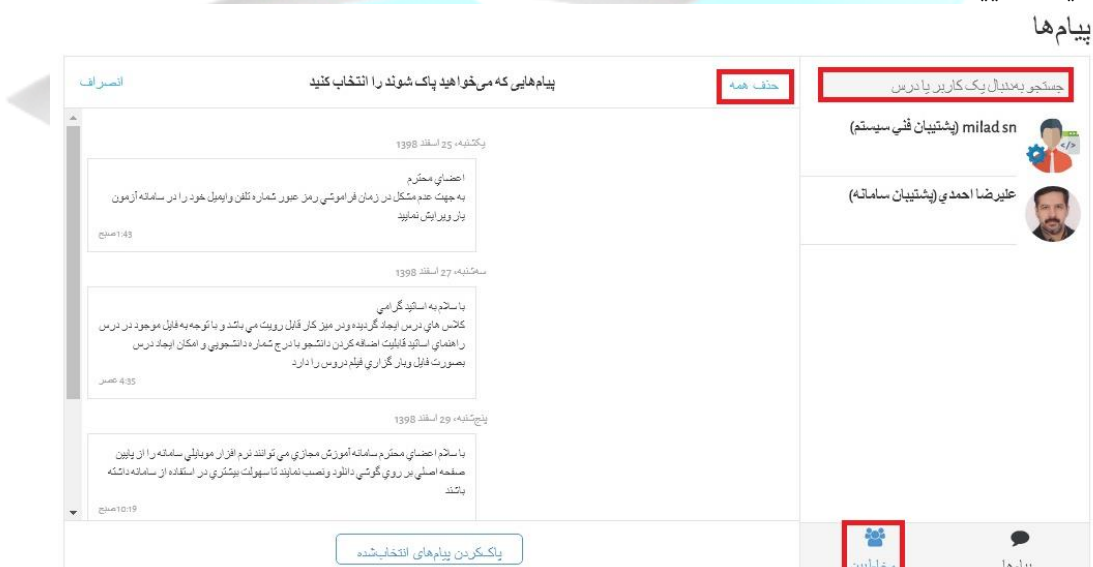 پیام‌ها
جستجو به‌دنبال یک کاربر یا درس
milad sn (پشتیبان فني سیستم)
علیرضا احمدي (پشتیبان سامانه)
پیام‌هایی که می‌خواهید پاک شوند را انتخاب کنید
حذف همه
انصراف
یکشنبه، 25 اسفند 1398
اعضاي محترم
به جهت عدم مشکل در زمان فراموشي رمز عبور شماره تلفن وایمیل خود را در سامانه آزمون
یار ویرایش نمایید
1:43 صبح
سه‌شنبه، 27 اسفند 1398
با سلام به اساتید گرامي
کلاس هاي درس ایجاد گردیده ودر میز کار قابل رویت مي باشد و با توجه به فایل موجود در درس
راهنماي اساتید قابلیت اضافه کردن دانشجو با درج شماره دانشجویي و امکان ایجاد درس
بصورت فایل وبار گزاري فیلم دروس را دارد
4:35 عصر
پنج‌شنبه، 29 اسفند 1398
با سلام اعضاي محترم سامانه آموزش مجازي مي توانند نرم افزار موبایلي سامانه را از پایین
صفحه اصلي بر روي گوشي دانلود ونصب نمایند تا سهولت بیشتري در استفاده از سامانه داشته
باشند
10:19 صبح
پاک‌کردن پیام‌های انتخاب‌شده